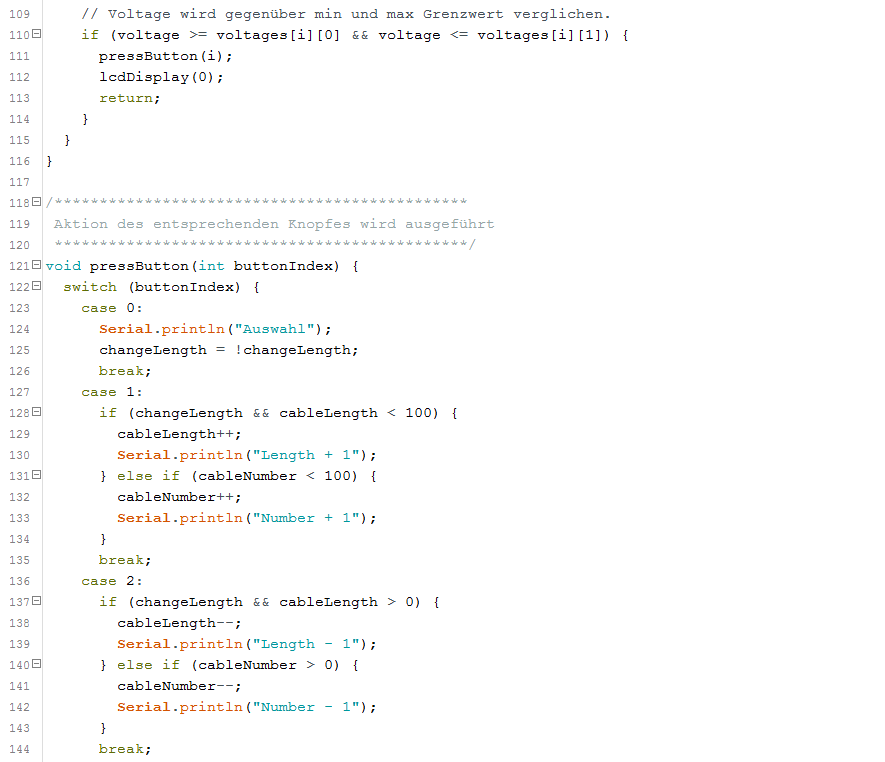 109 // Voltage wird gegenüber min und max Grenzwert verglichen.
110 if (voltage >= voltages[i][0] && voltage <= voltages[i][1]) {
111 pressButton(i);
112 lcdDisplay(0);
113 return;
114 }
115 }
116 }
117
118 /**********************************************
119 Aktion des entsprechenden Knopfes wird ausgeführt
120 **********************************************/
121 void pressButton(int buttonIndex) {
122 switch (buttonIndex) {
123 case 0:
124 Serial.println("Auswahl");
125 changeLength = !changeLength;
126 break;
127 case 1:
128 if (changeLength && cableLength < 100) {
129 cableLength++;
130 Serial.println("Length + 1");
131 } else if (cableNumber < 100) {
132 cableNumber++;
133 Serial.println("Number + 1");
134 }
135 break;
136 case 2:
137 if (changeLength && cableLength > 0) {
138 cableLength--;
139 Serial.println("Length - 1");
140 } else if (cableNumber > 0) {
141 cableNumber--;
142 Serial.println("Number - 1");
143 }
144 break;